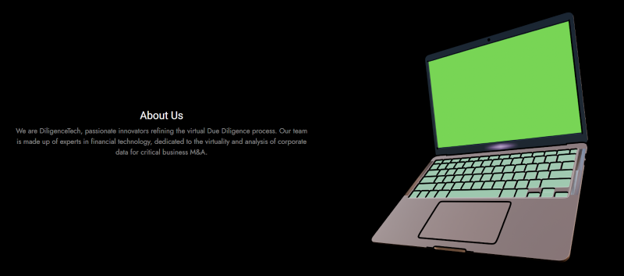 About Us
We are DiligenceTech, passionate innovators refining the virtual Due Diligence process. Our team
is made up of experts in financial technology, dedicated to the virtuality and analysis of corporate
data for critical business M&A.